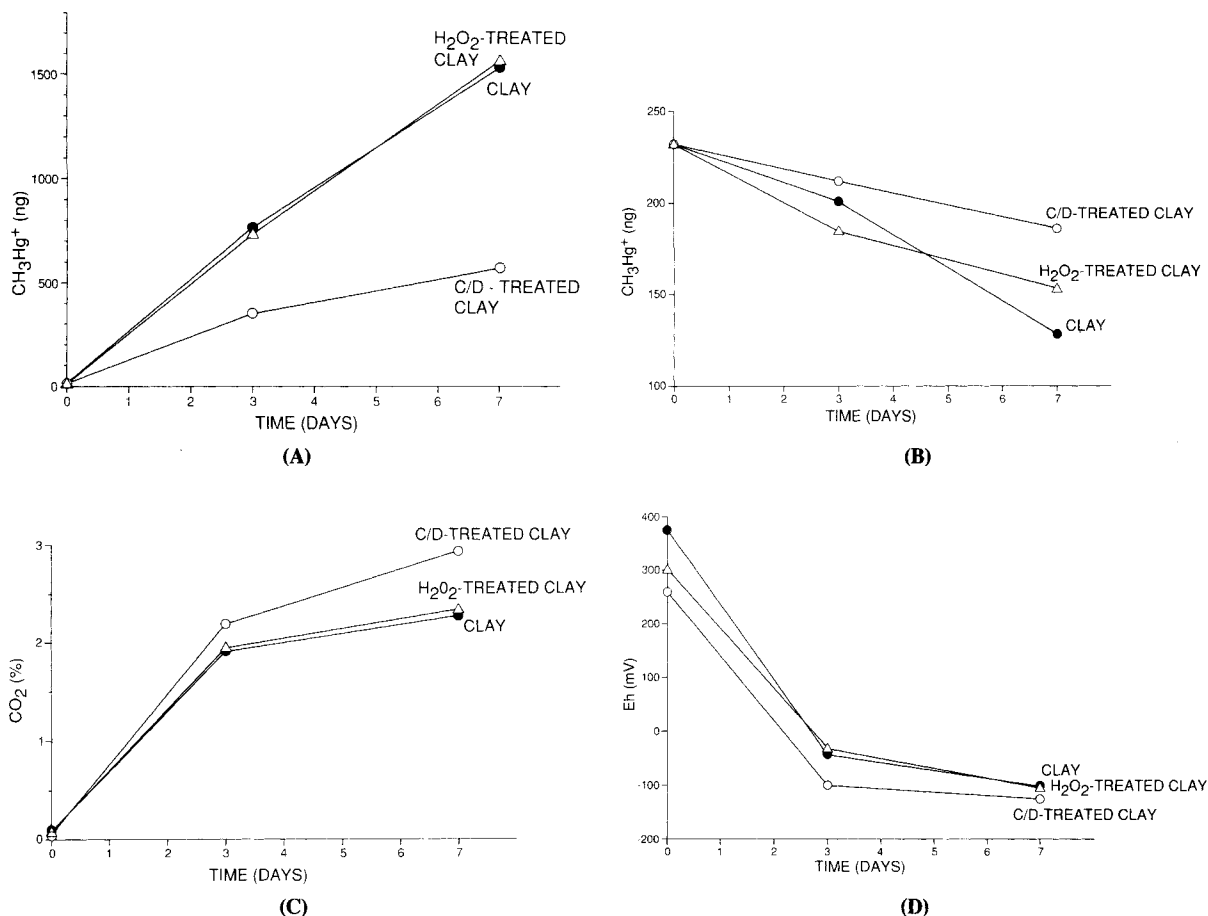 H2O2-TREATED
CLAY
CLAY
C/D - TREATED
CLAY
1500
1000
500
0
CH3Hg+ (ng)
0 1 2 3 4 5 6 7
TIME (DAYS)
(A)
250
200
150
100
CH3Hg+ (ng)
C/D-TREATED CLAY
H2O2-TREATED CLAY
CLAY
0 1 2 3 4 5 6 7
TIME (DAYS)
(B)
C/D-TREATED CLAY
H2O2-TREATED CLAY
CLAY
3
2
1
0
CO2 (%)
0 1 2 3 4 5 6 7
TIME (DAYS)
(C)
400
300
200
100
0
-100
-200
Eh (mV)
CLAY
H2O2-TREATED CLAY
C/D-TREATED CLAY
0 1 2 3 4 5 6 7
TIME (DAYS)
(D)